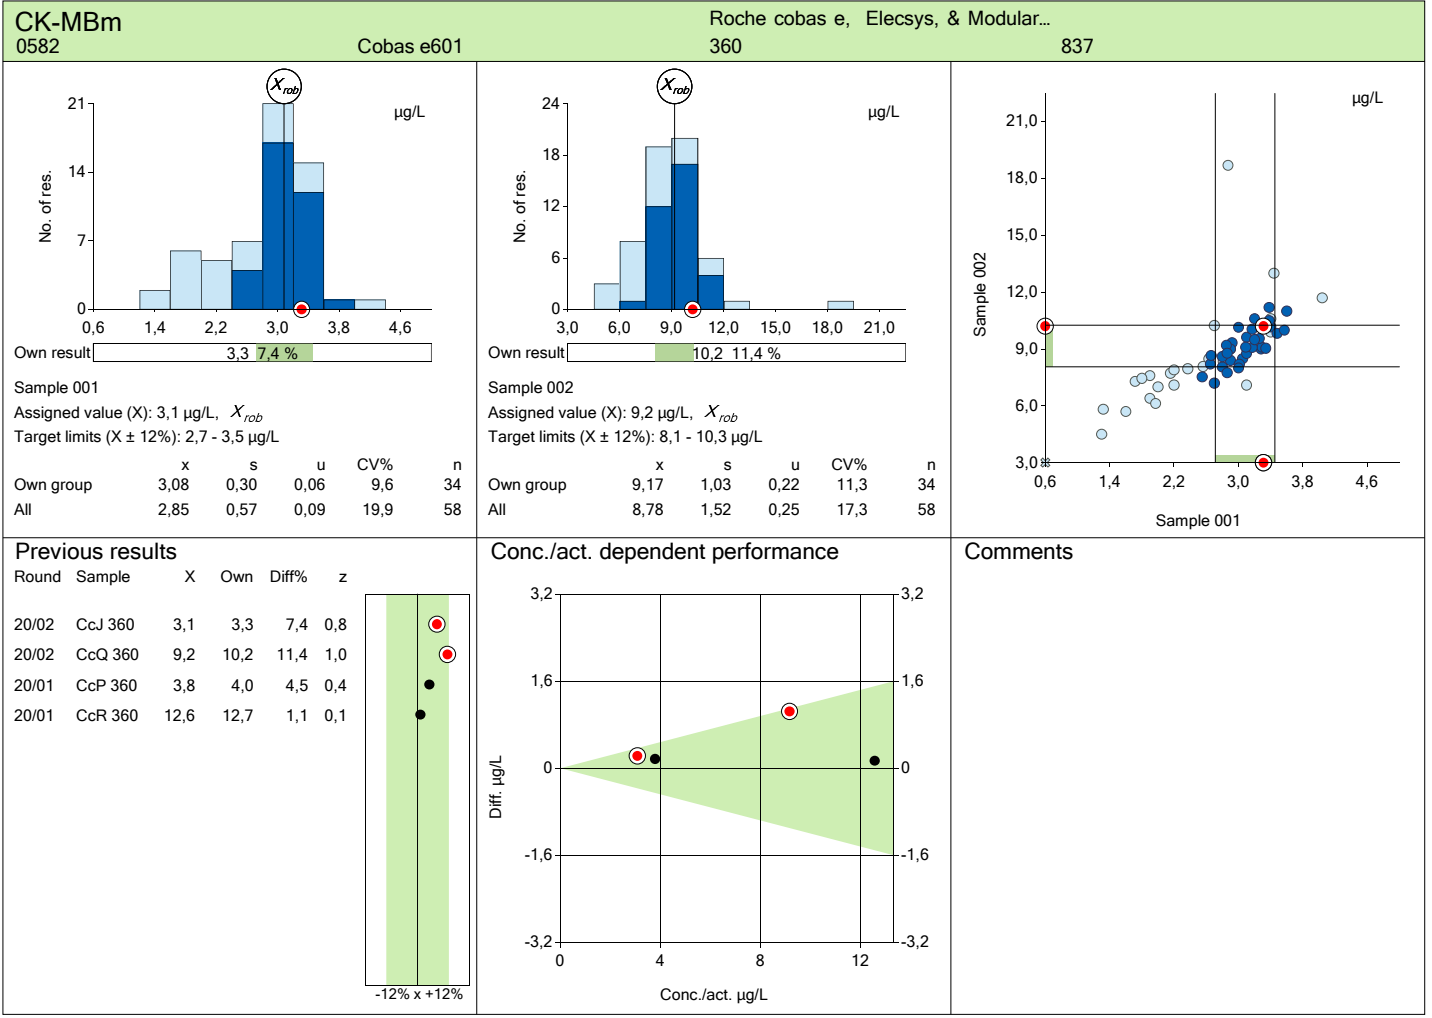 CK-MBm
Roche cobas e, Elecsys, & Modular...
0582 Cobas e601 360 837
X rob
µg/L
No. of res.
21
14
7
0
0,6 1,4 2,2 3,0 3,8 4,6
Own result 3,3 7,4 %
Sample 001
Assigned value (X): 3,1 µg/L, X rob
Target limits (X ± 12%): 2,7 - 3,5 µg/L
x s u CV% n
Own group 3,08 0,30 0,06 9,6 34
All 2,85 0,57 0,09 19,9 58
X rob
µg/L
No. of res.
24
18
12
6
0
3,0 6,0 9,0 12,0 15,0 18,0 21,0
Own result 10,2 11,4 %
Sample 002
Assigned value (X): 9,2 µg/L, X rob
Target limits (X ± 12%): 8,1 - 10,3 µg/L
x s u CV% n
Own group 9,17 1,03 0,22 11,3 34
All 8,78 1,52 0,25 17,3 58
µg/L
Sample 002
21,0
18,0
15,0
12,0
9,0
6,0
3,0
0,6 1,4 2,2 3,0 3,8 4,6
Sample 001
Previous results
Round Sample X Own Diff% z
20/02 CcJ 360 3,1 3,3 7,4 0,8
20/02 CcQ 360 9,2 10,2 11,4 1,0
20/01 CcP 360 3,8 4,0 4,5 0,4
20/01 CcR 360 12,6 12,7 1,1 0,1
-12% x +12%
Conc./act. dependent performance
Diff. µg/L
3,2 3,2
1,6 1,6
0 0
-1,6 -1,6
-3,2 -3,2
0 4 8 12
Conc./act. µg/L
Comments